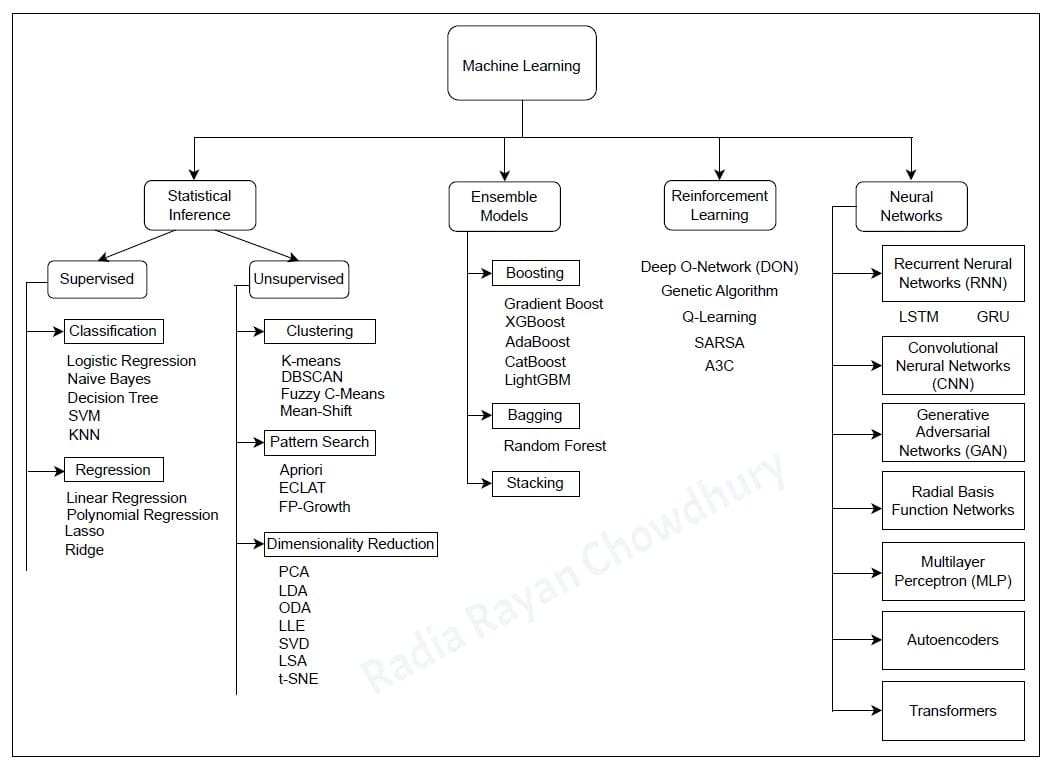 Machine Learning
Statistical
Inference
Ensemble
Models
Reinforcement
Learning
Neural
Networks
Supervised
Classification
Logistic Regression
Naive Bayes
Decision Tree
SVM
KNN
Regression
Linear Regression
Polynomial Regression
Lasso
Ridge
Unsupervised
Clustering
K-means
DBSCAN
Fuzzy C-Means
Mean-Shift
Pattern Search
Apriori
ECLAT
FP-Growth
Dimensionality Reduction
PCA
LDA
ODA
LLE
SVD
LSA
t-SNE
Boosting
Gradient Boost
XGBoost
AdaBoost
CatBoost
LightGBM
Bagging
Random Forest
Stacking
Deep O-Network (DON)
Genetic Algorithm
Q-Learning
SARSA
A3C
Recurrent Nerural
Networks (RNN)
LSTM GRU
Convolutional
Nerural Networks
(CNN)
Generative
Adversarial
Networks (GAN)
Radial Basis
Function Networks
Multilayer
Perceptron (MLP)
Autoencoders
Transformers
Radia Rayan Chowdhury